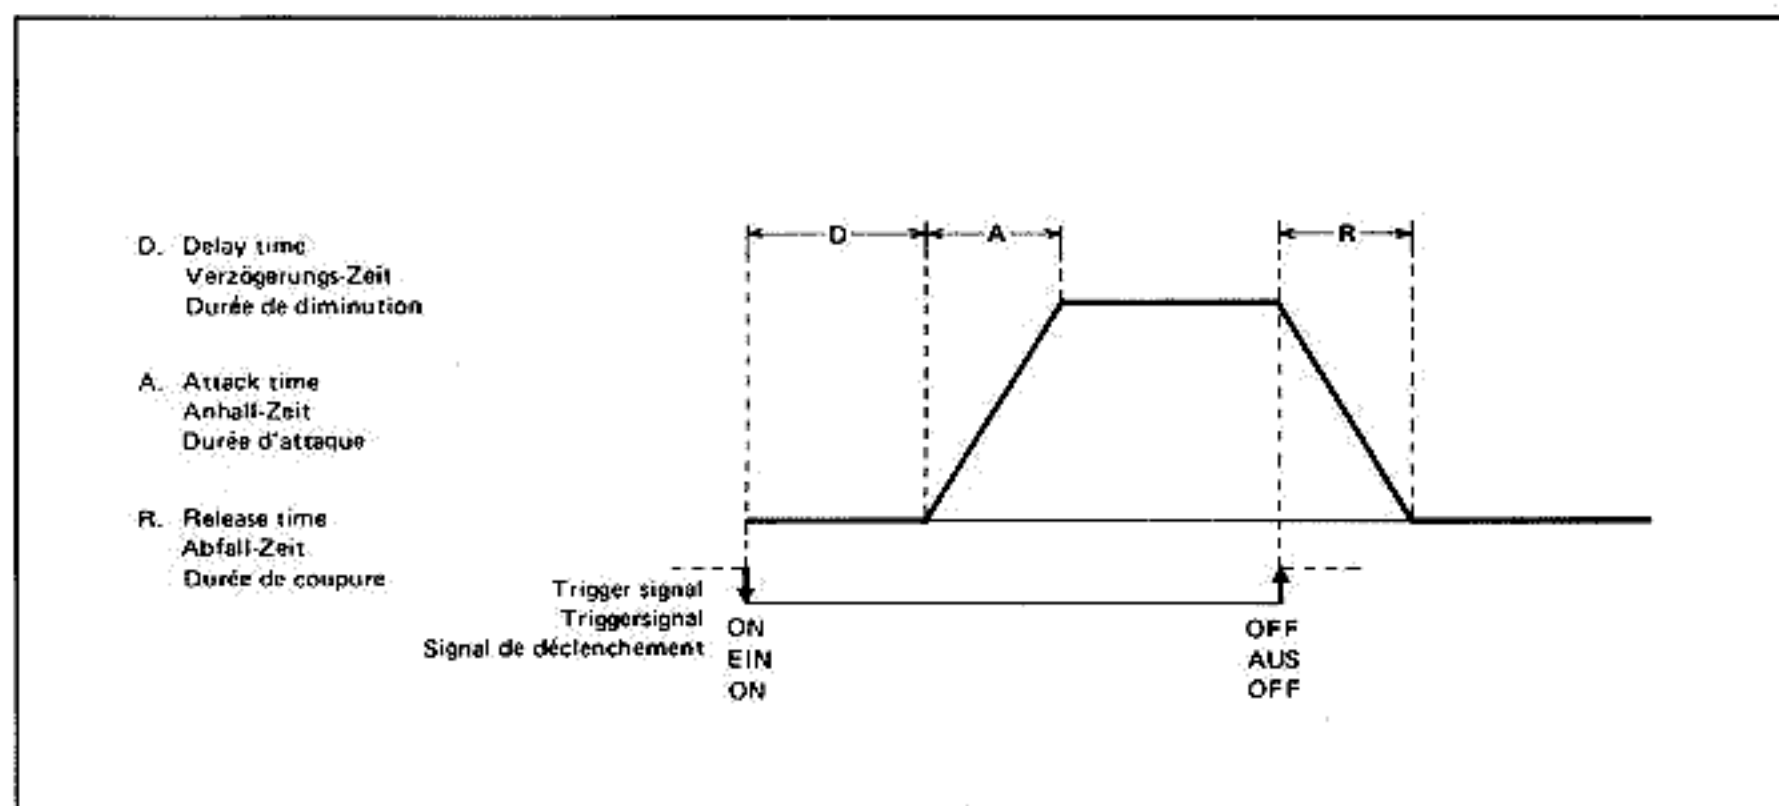 D. Delay time
Verzögerungs-Zeit
Durée de diminution
A. Attack time
Anhall-Zeit
Durée d'attaque
R. Release time
Abfall-Zeit
Durée de coupure
D
A
R
Trigger signal
Triggersignal
Signal de déclenchement
ON
EIN
ON
OFF
AUS
OFF